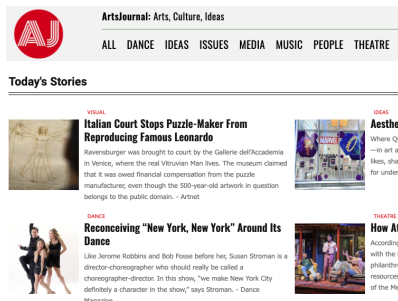 AJ
ArtsJournal: Arts, Culture, Ideas
ALL DANCE IDEAS ISSUES MEDIA MUSIC PEOPLE THEATRE
Today's Stories
VISUAL
Italian Court Stops Puzzle-Maker From
Reproducing Famous Leonardo
Ravensburger was brought to court by the Gallerie dell'Accademia
in Venice, where the real Vitruvian Man lives. The museum claimed
that it was owed financial compensation from the puzzle
manufacturer, even though the 500-year-old artwork in question
belongs to the public domain. - Artnet
DANCE
Reconceiving “New York, New York” Around Its
Dance
Like Jerome Robbins and Bob Fosse before her, Susan Stroman is a
director-choreographer who should really be called a
choreographer-director. In this show, “we make New York City
definitely a character in the show,” says Stroman. - Dance
Magazine
IDEAS
Aesthe
Where Q
—in art a
likes, sha
for under
THEATRE
How At
According
with the
philanthr
resources
of the Me
MARVEL